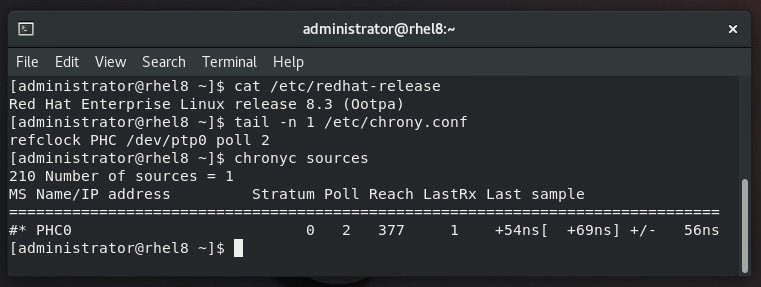 administrator@rhel8:~
File Edit View Search Terminal Help
[administrator@rhel8 ~]$ cat /etc/redhat-release
Red Hat Enterprise Linux release 8.3 (Ootpa)
[administrator@rhel8 ~]$ tail -n 1 /etc/chrony.conf
refclock PHC /dev/ptp0 poll 2
[administrator@rhel8 ~]$ chronyc sources
210 Number of sources = 1
MS Name/IP address         Stratum Poll Reach LastRx Last sample
===============================================================================
#* PHC0                          0   2   377     1    +54ns[  +69ns] +/-   56ns
[administrator@rhel8 ~]$